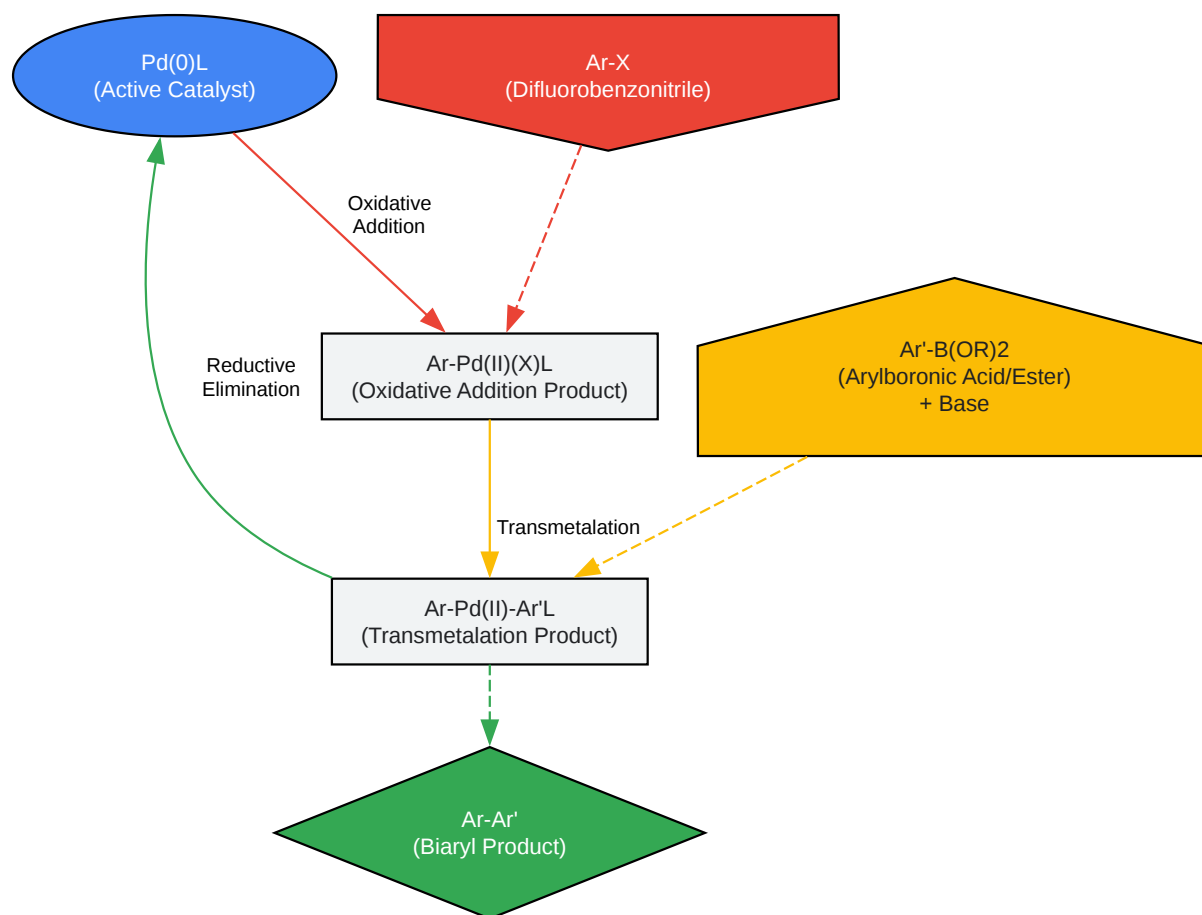 Pd(0)L
(Active Catalyst)
Ar-X
(Difluorobenzonitrile)
Oxidative
Addition
Ar-Pd(II)(X)L
(Oxidative Addition Product)
Reductive
Elimination
Ar'-B(OR)2
(Arylboronic Acid/Ester)
+ Base
Transmetalation
Ar-Pd(II)-Ar'L
(Transmetalation Product)
Ar-Ar'
(Biaryl Product)